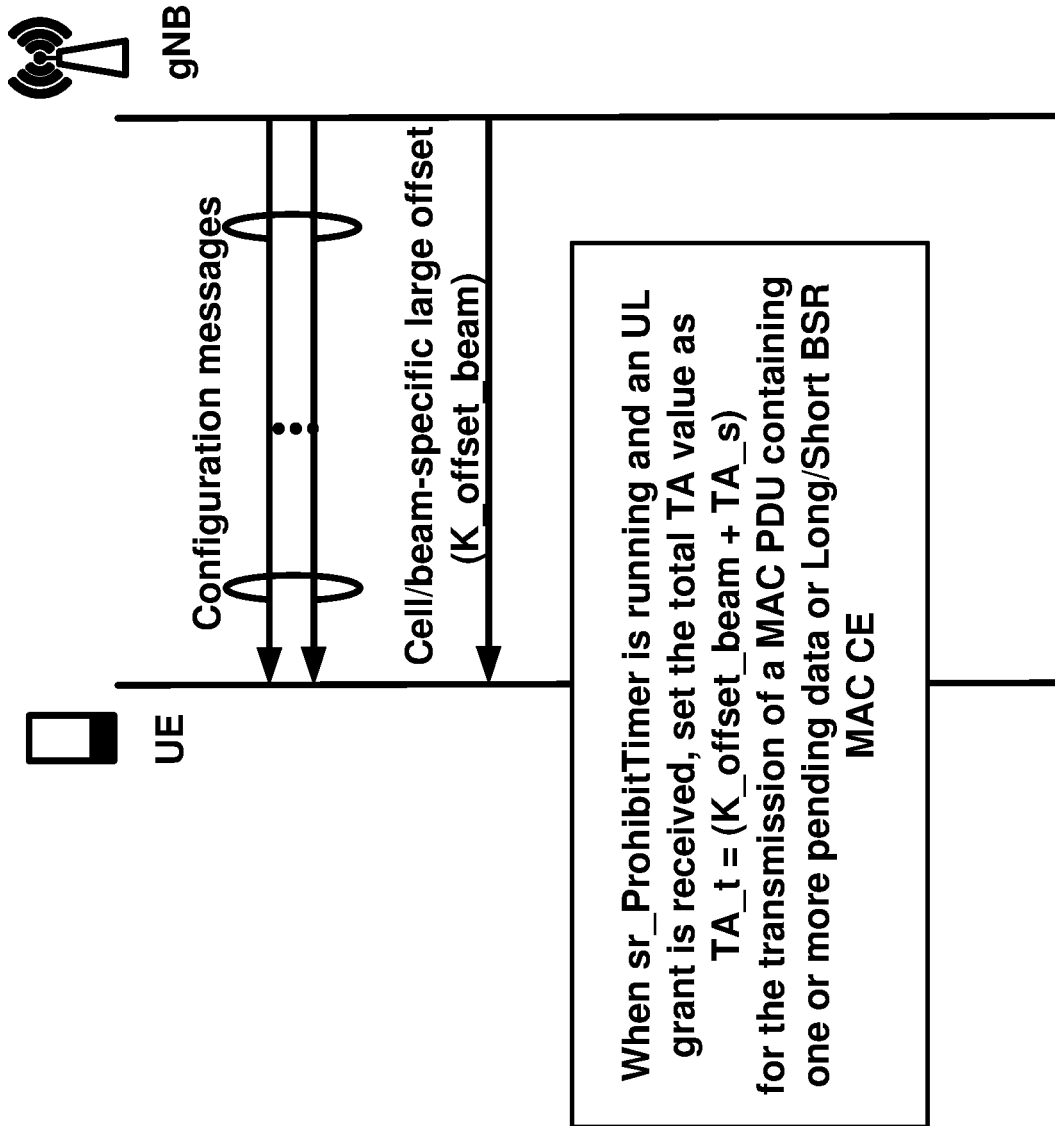 gNB
UE
Configuration messages
Cell/beam-specific large offset
(K_offset_beam)
When sr_ProhibitTimer is running and an UL
grant is received, set the total TA value as
TA_t = (K_offset_beam + TA_s)
for the transmission of a MAC PDU containing
one or more pending data or Long/Short BSR
MAC CE